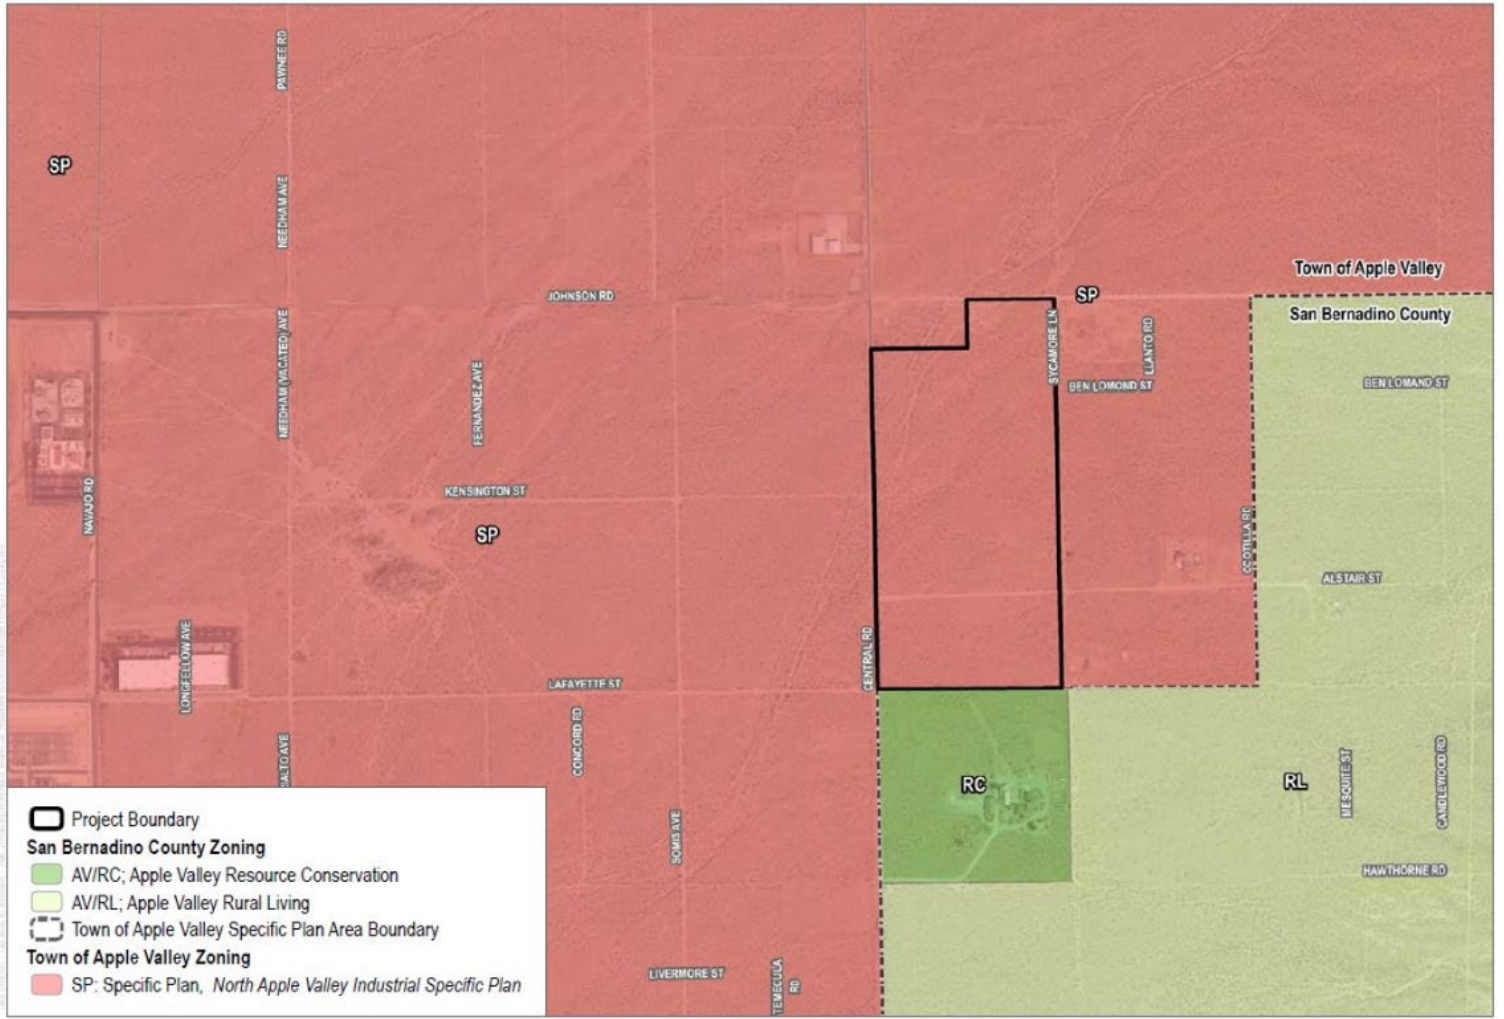 PAWNEE RD
SP
NEEDHAM AVE
Town of Apple Valley
JOHNSON RD
SP
San Bernadino County
NEEDHAM (VACATED) AVE
SYCAMORE LN
LLANTO RD
FERNANDEZ AVE
BEN LOMOND ST
BEN LOMAND ST
NAVAJO RD
KENSINGTON ST
SP
OCOTILLA RD
ALSTAIR ST
LONGFELLOW AVE
CENTRAL RD
LAFAYETTE ST
CONCORD RD
IALTO AVE
RC
RL
MESQUITE ST
CANDLEWOOD RD
SOMIS AVE
HAWTHORNE RD
LIVERMORE ST
TEMECULA
RD
Project Boundary
San Bernadino County Zoning
AV/RC; Apple Valley Resource Conservation
AV/RL; Apple Valley Rural Living
Town of Apple Valley Specific Plan Area Boundary
Town of Apple Valley Zoning
SP: Specific Plan, North Apple Valley Industrial Specific Plan